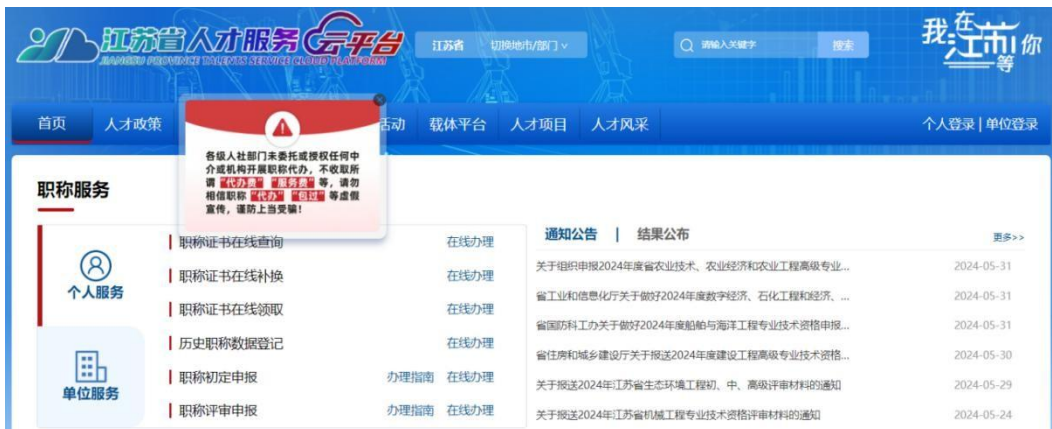 江苏省人才服务云平台
JIANGSU PROVINCE TALENTS SERVICE CLOUD PLATFORM
江苏省 切换地市/部门
请输入关键字 搜索
我在江苏等你
首页 人才政策 活动 载体平台 人才项目 人才风采 个人登录 | 单位登录
各级人社部门未委托或授权任何中
介或机构开展职称代办，不收取所
谓“代办费”“服务费”等，请勿
相信职称“代办”“包过”等虚假
宣传，谨防上当受骗！
职称服务
个人服务
单位服务
职称证书在线查询 在线办理
职称证书在线补换 在线办理
职称证书在线领取 在线办理
历史职称数据登记 在线办理
职称初定申报 办理指南 在线办理
职称评审申报 办理指南 在线办理
通知公告 | 结果公布 更多>>
关于组织申报2024年度省农业技术、农业经济和农业工程高级专业... 2024-05-31
省工业和信息化厅关于做好2024年度数字经济、石化工程和经济、... 2024-05-31
省国防科工办关于做好2024年度船舶与海洋工程专业技术资格申报... 2024-05-31
省住房和城乡建设厅关于报送2024年度建设工程高级专业技术资格... 2024-05-30
关于报送2024年江苏省生态环境工程初、中、高级评审材料的通知 2024-05-29
关于报送2024年江苏省机械工程专业技术资格评审材料的通知 2024-05-24